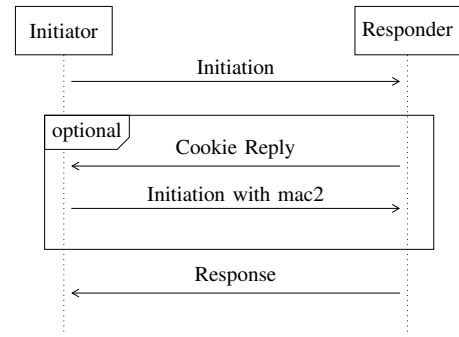 Initiator
Responder
Initiation
optional
Cookie Reply
Initiation with mac2
Response